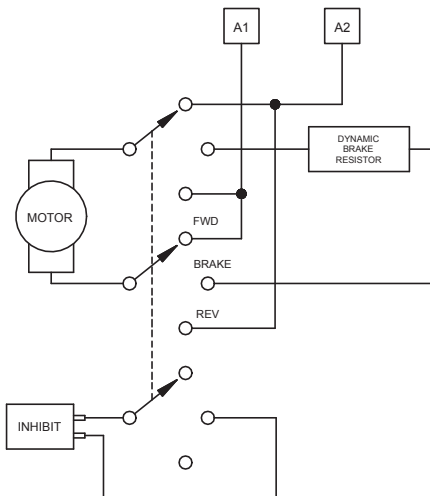 A1
A2
DYNAMIC
BRAKE
RESISTOR
MOTOR
FWD
BRAKE
REV
INHIBIT